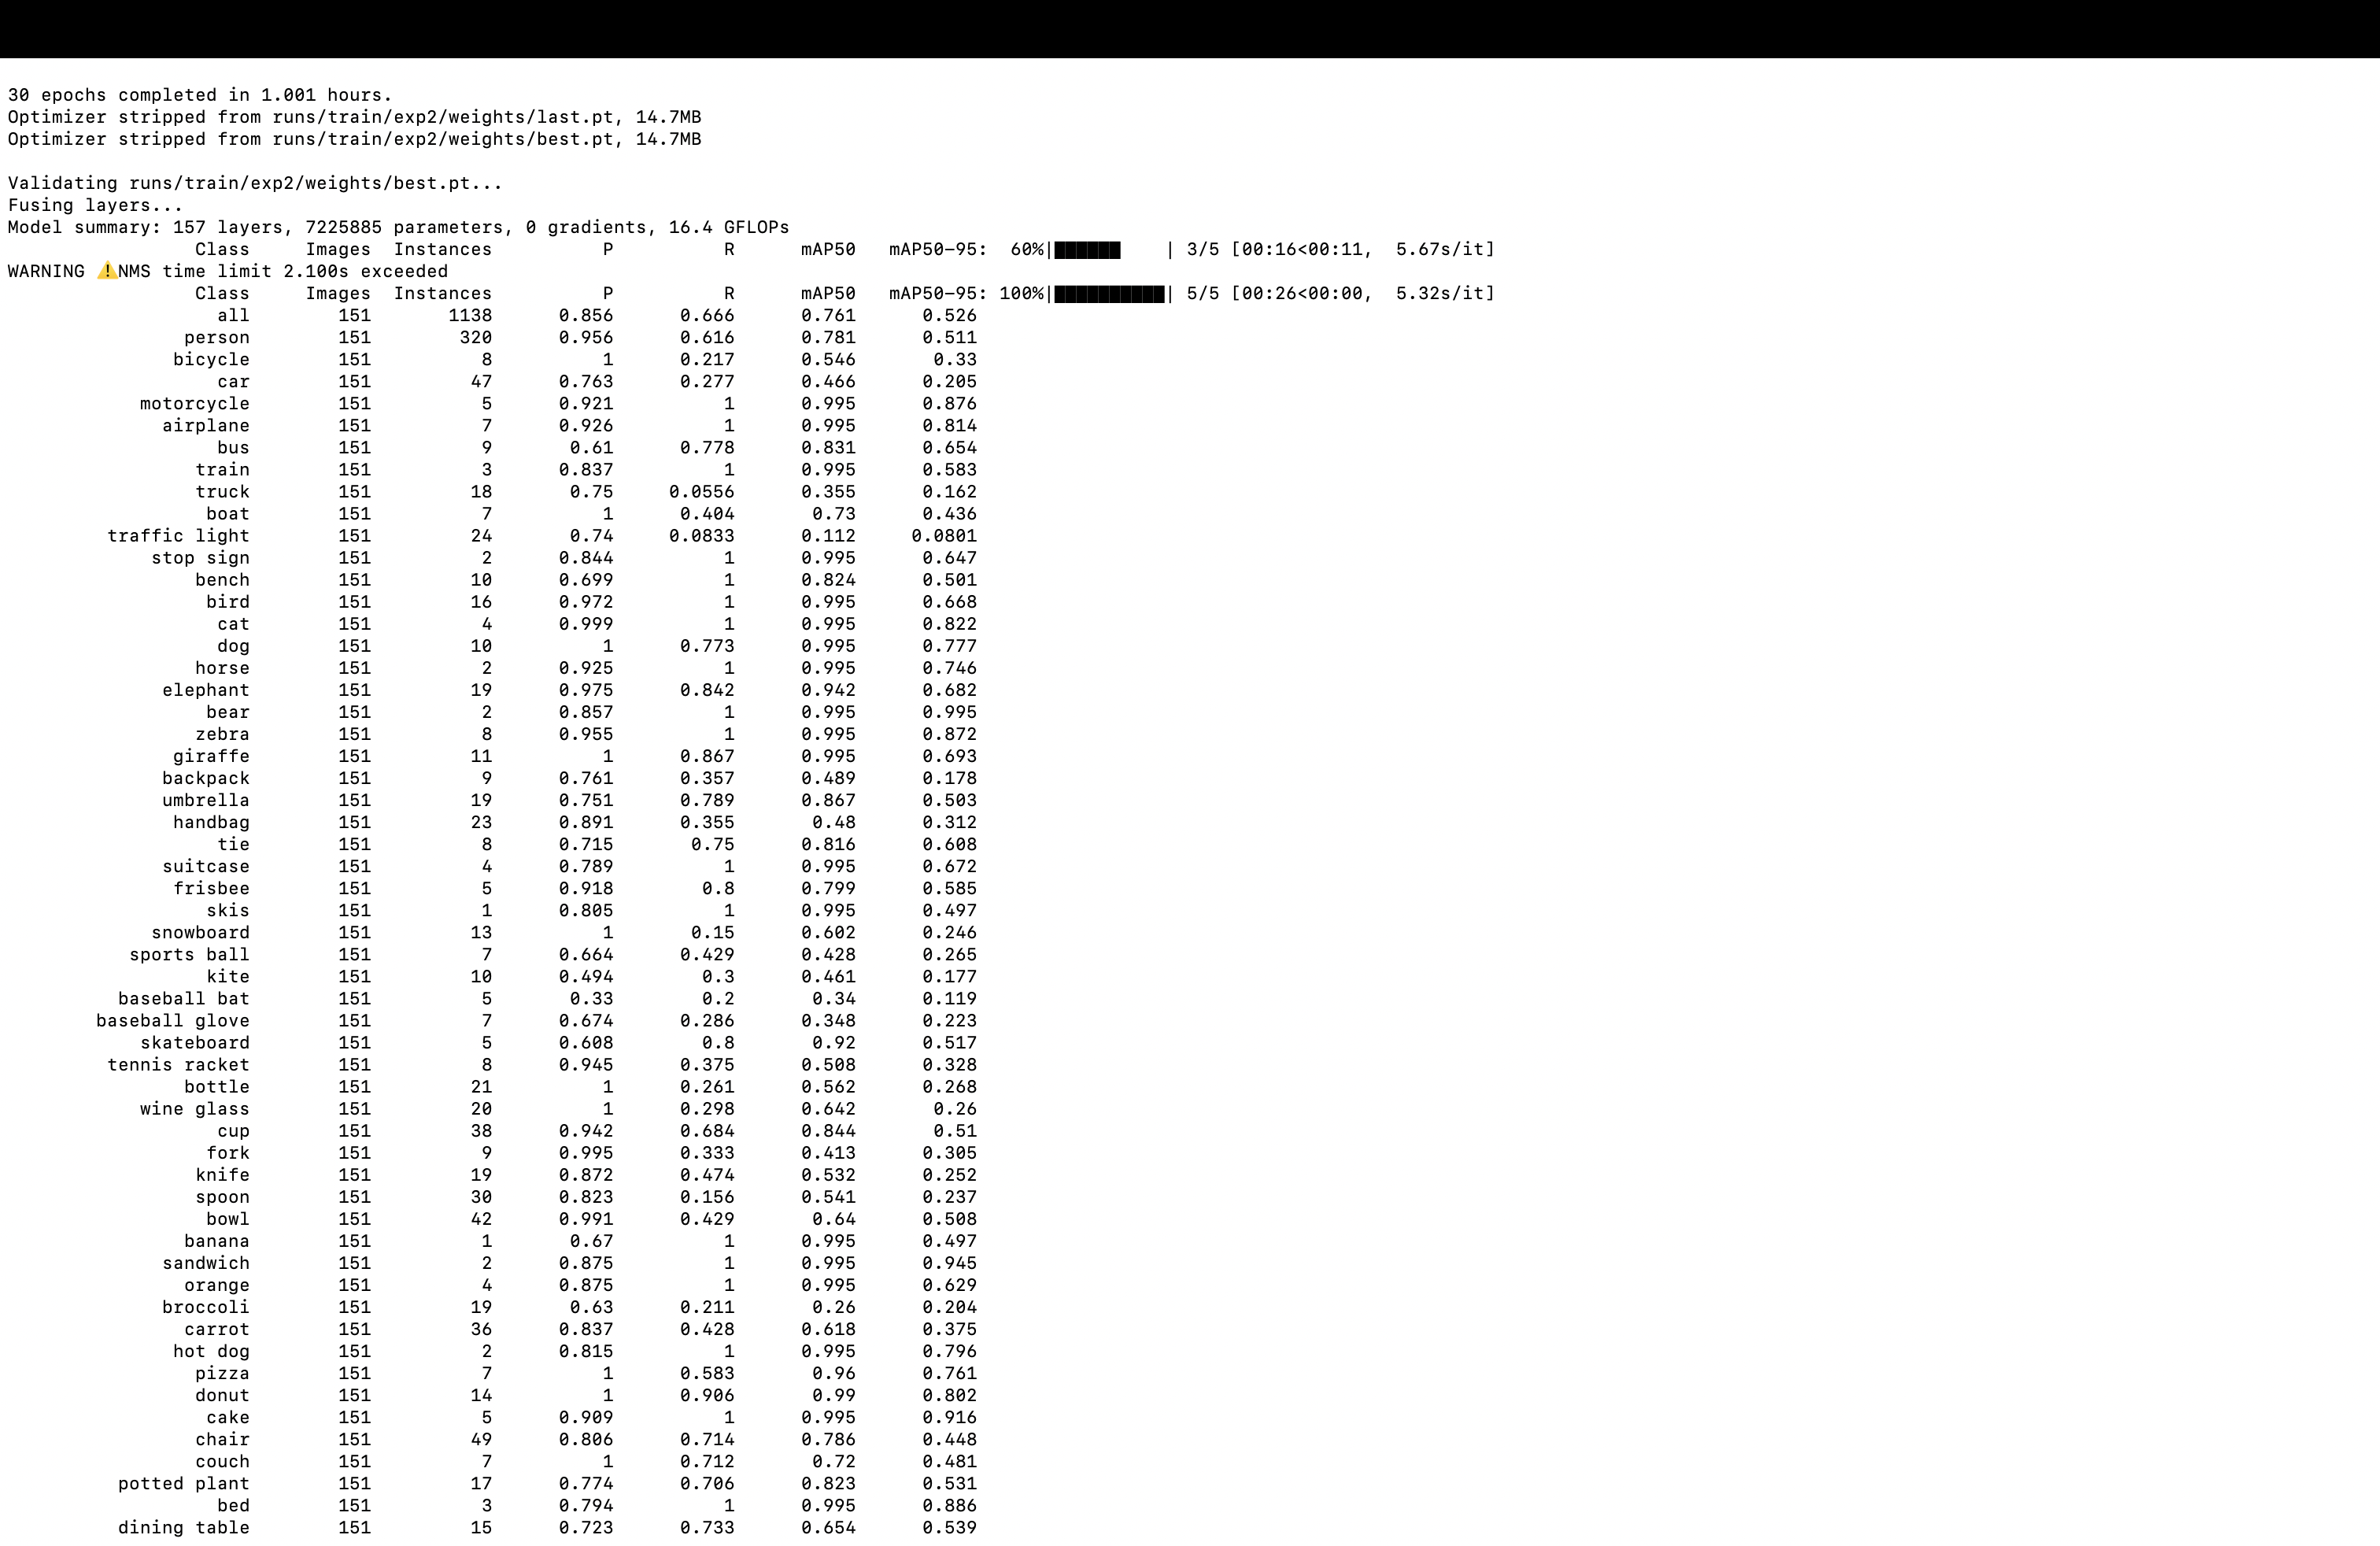 30 epochs completed in 1.001 hours.
Optimizer stripped from runs/train/exp2/weights/last.pt, 14.7MB
Optimizer stripped from runs/train/exp2/weights/best.pt, 14.7MB
Validating runs/train/exp2/weights/best.pt...
Fusing layers...
Model summary: 157 layers, 7225885 parameters, 0 gradients, 16.4 GFLOPs
Class Images Instances P R mAP50 mAP50-95: 60%|██████    | 3/5 [00:16<00:11, 5.67s/it]
WARNING ⚠️NMS time limit 2.100s exceeded
Class Images Instances P R mAP50 mAP50-95: 100%|██████████| 5/5 [00:26<00:00, 5.32s/it]
all 151 1138 0.856 0.666 0.761 0.526
person 151 320 0.956 0.616 0.781 0.511
bicycle 151 8 1 0.217 0.546 0.33
car 151 47 0.763 0.277 0.466 0.205
motorcycle 151 5 0.921 1 0.995 0.876
airplane 151 7 0.926 1 0.995 0.814
bus 151 9 0.61 0.778 0.831 0.654
train 151 3 0.837 1 0.995 0.583
truck 151 18 0.75 0.0556 0.355 0.162
boat 151 7 1 0.404 0.73 0.436
traffic light 151 24 0.74 0.0833 0.112 0.0801
stop sign 151 2 0.844 1 0.995 0.647
bench 151 10 0.699 1 0.824 0.501
bird 151 16 0.972 1 0.995 0.668
cat 151 4 0.999 1 0.995 0.822
dog 151 10 1 0.773 0.995 0.777
horse 151 2 0.925 1 0.995 0.746
elephant 151 19 0.975 0.842 0.942 0.682
bear 151 2 0.857 1 0.995 0.995
zebra 151 8 0.955 1 0.995 0.872
giraffe 151 11 1 0.867 0.995 0.693
backpack 151 9 0.761 0.357 0.489 0.178
umbrella 151 19 0.751 0.789 0.867 0.503
handbag 151 23 0.891 0.355 0.48 0.312
tie 151 8 0.715 0.75 0.816 0.608
suitcase 151 4 0.789 1 0.995 0.672
frisbee 151 5 0.918 0.8 0.799 0.585
skis 151 1 0.805 1 0.995 0.497
snowboard 151 13 1 0.15 0.602 0.246
sports ball 151 7 0.664 0.429 0.428 0.265
kite 151 10 0.494 0.3 0.461 0.177
baseball bat 151 5 0.33 0.2 0.34 0.119
baseball glove 151 7 0.674 0.286 0.348 0.223
skateboard 151 5 0.608 0.8 0.92 0.517
tennis racket 151 8 0.945 0.375 0.508 0.328
bottle 151 21 1 0.261 0.562 0.268
wine glass 151 20 1 0.298 0.642 0.26
cup 151 38 0.942 0.684 0.844 0.51
fork 151 9 0.995 0.333 0.413 0.305
knife 151 19 0.872 0.474 0.532 0.252
spoon 151 30 0.823 0.156 0.541 0.237
bowl 151 42 0.991 0.429 0.64 0.508
banana 151 1 0.67 1 0.995 0.497
sandwich 151 2 0.875 1 0.995 0.945
orange 151 4 0.875 1 0.995 0.629
broccoli 151 19 0.63 0.211 0.26 0.204
carrot 151 36 0.837 0.428 0.618 0.375
hot dog 151 2 0.815 1 0.995 0.796
pizza 151 7 1 0.583 0.96 0.761
donut 151 14 1 0.906 0.99 0.802
cake 151 5 0.909 1 0.995 0.916
chair 151 49 0.806 0.714 0.786 0.448
couch 151 7 1 0.712 0.72 0.481
potted plant 151 17 0.774 0.706 0.823 0.531
bed 151 3 0.794 1 0.995 0.886
dining table 151 15 0.723 0.733 0.654 0.539